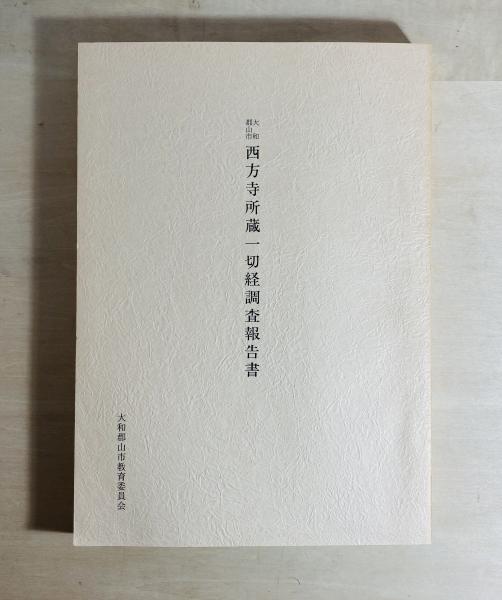 大和
郡山市
西方寺所蔵一切経調査報告書
大和郡山市教育委員会